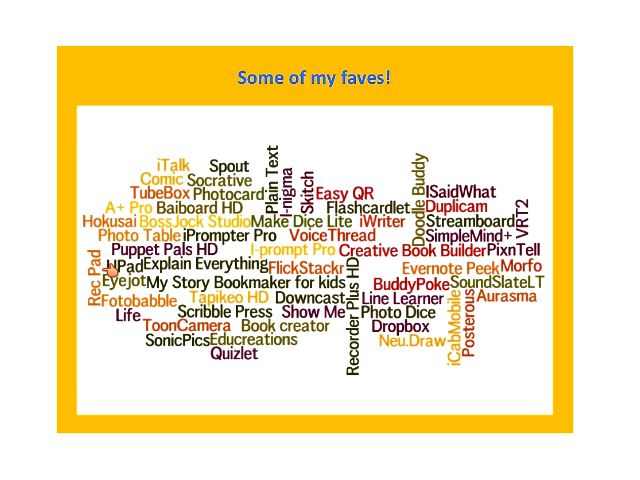 Some of my faves!
iTalk
Spout
Plain Text
I-nigma
Skitch
Doodle Buddy
Comic
Socrative
TubeBox
Photocard
Easy QR
ISaidWhat
A+ Pro
Baiboard HD
Flashcardlet
Duplicam
VRT2
Hokusai
BossJock Studio
Make Dice Lite
iWriter
Streamboard
Photo Table
iPrompter Pro
VoiceThread
SimpleMind+
Puppet Pals HD
I-prompt Pro
Creative Book Builder
PixnTell
Rec Pad
Explain Everything
FlickStackr
Evernote Peek
Morfo
Eyejot
My Story Bookmaker for kids
BuddyPoke
SoundSlateLT
Fotobabble
Tapikeo HD
Downcast
Recorder Plus HD
Line Learner
iCabMobile
Posterous
Aurasma
Life
Scribble Press
Show Me
Photo Dice
ToonCamera
Book creator
Dropbox
SonicPics
Educreations
Neu.Draw
Quizlet